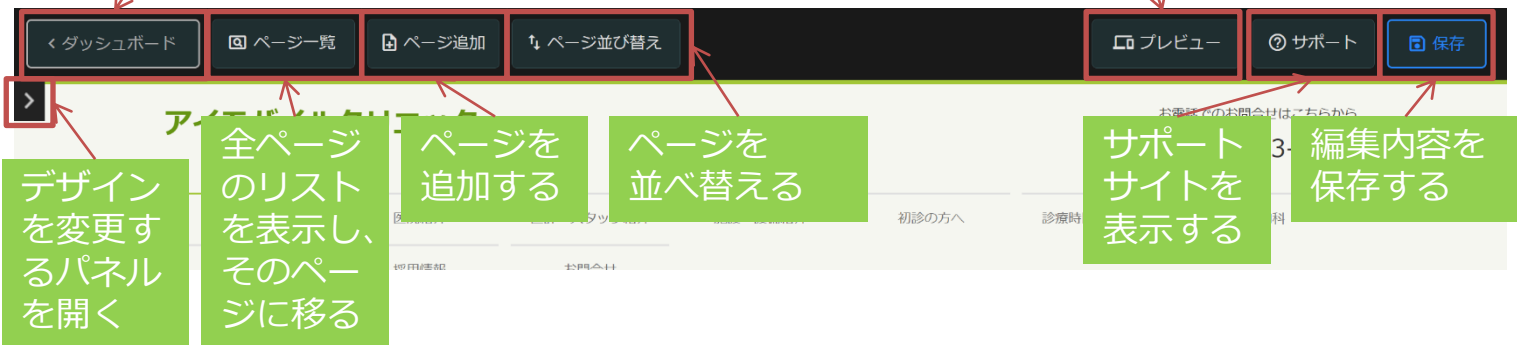 ダッシュボード
ページ一覧
ページ追加
ページ並び替え
プレビュー
サポート
保存
お電話でのお問合せはこちらから
全ページ
のリスト
を表示し、
そのペー
ジに移る
ページを
追加する
ページを
並べ替える
サポート
サイトを
表示する
3-
編集内容を
保存する
デザイン
を変更す
るパネル
を開く
初診の方へ
診療時
科
採用情報
お問合せ